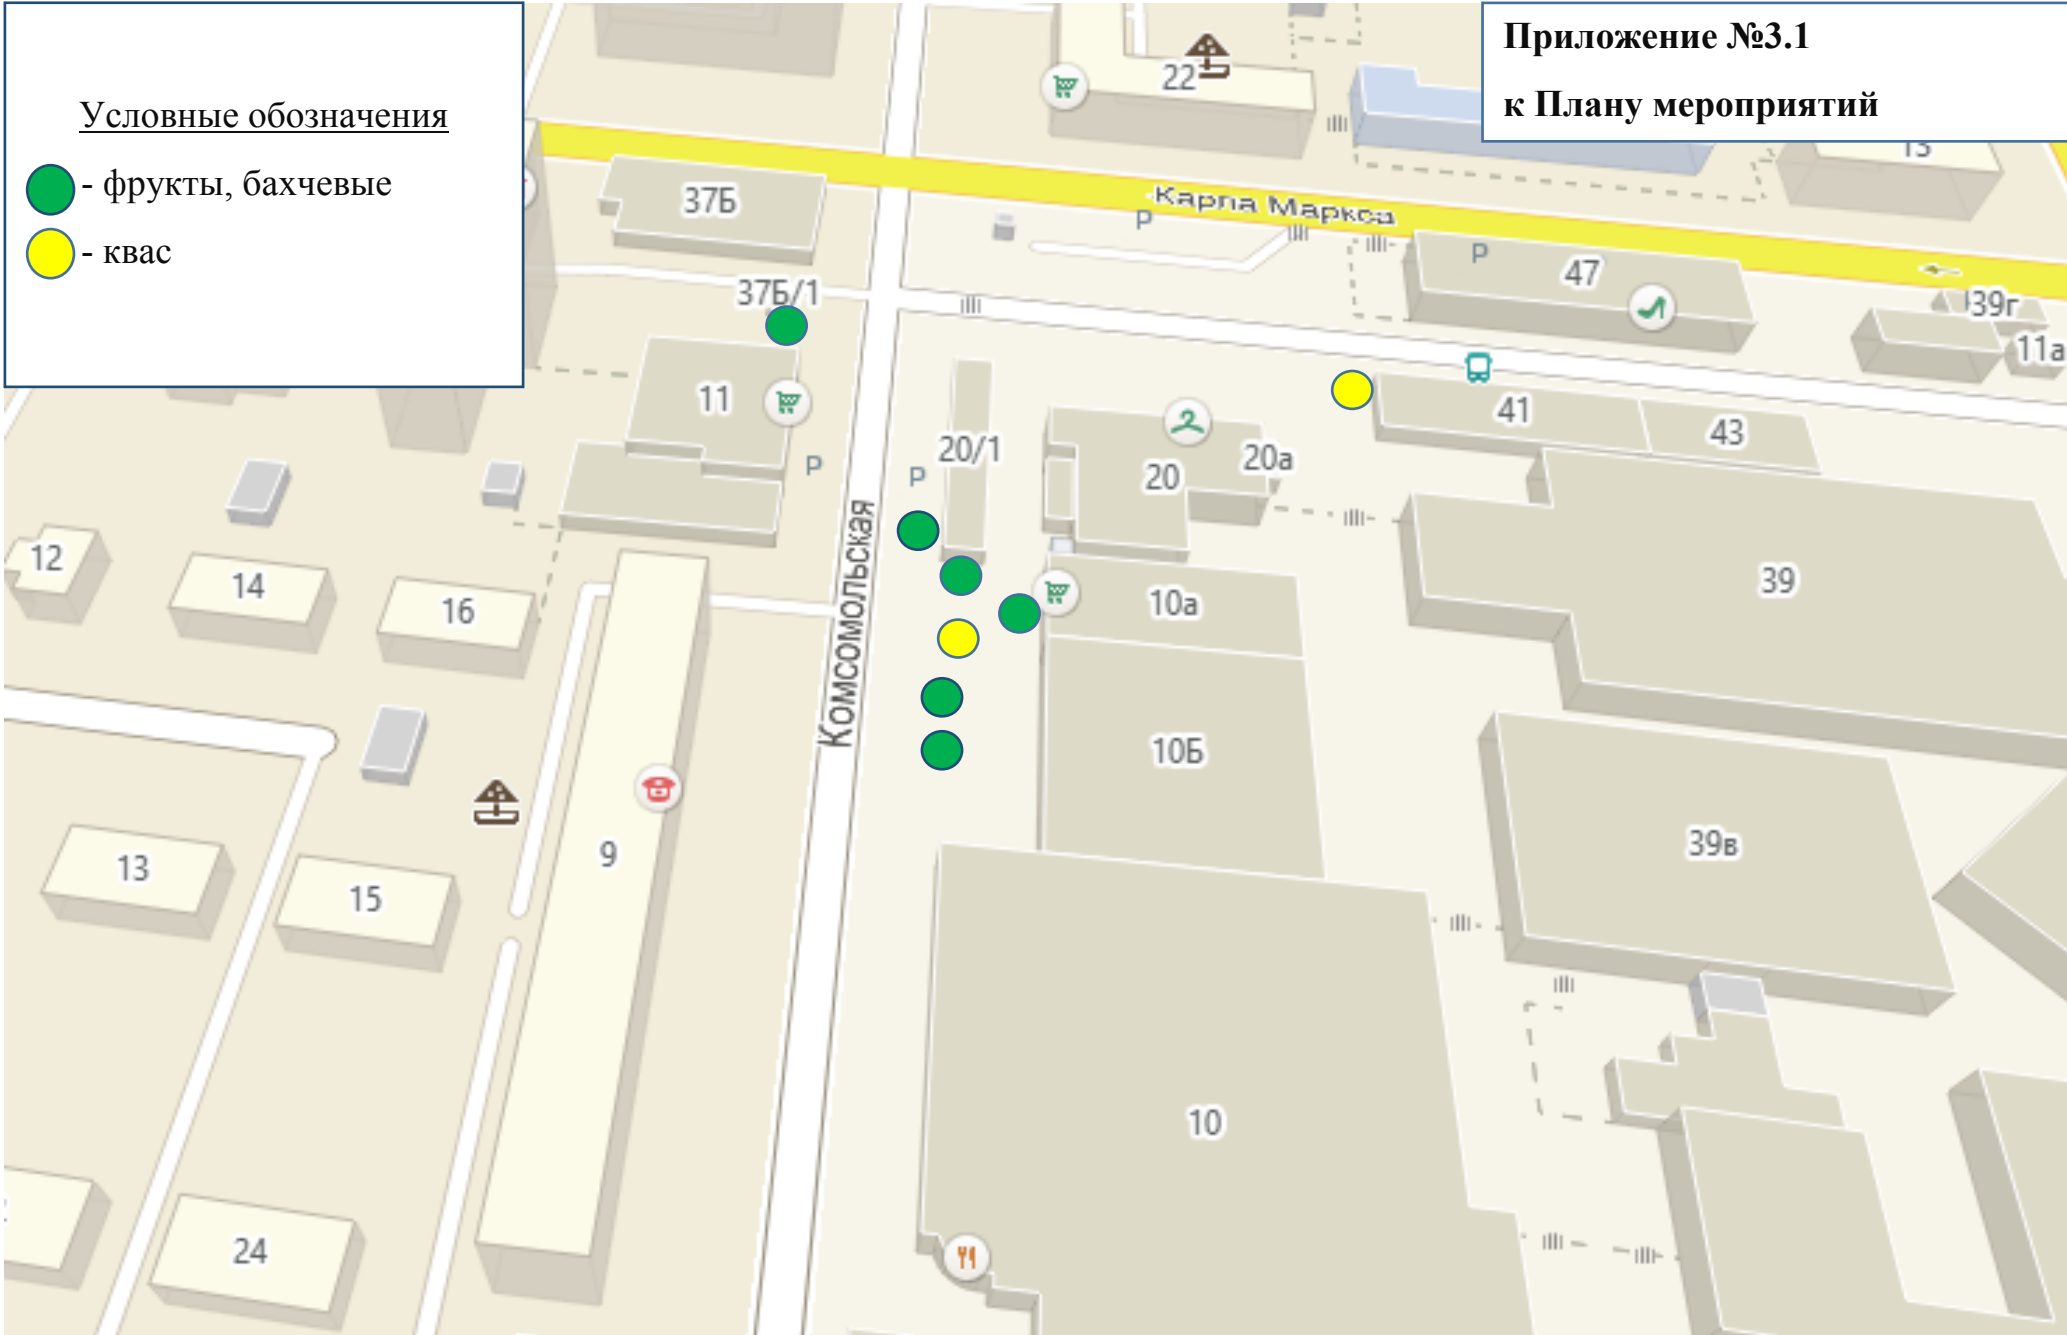 Условные обозначения
- фрукты, бахчевые
- квас
Приложение №3.1
к Плану мероприятий
22
13
37Б
Карла Маркса
P
P
47
39г
11а
37Б/1
11
P
20/1
P
20
20а
41
43
39
12
14
16
Комсомольская
10а
10Б
39в
9
13
15
10
24